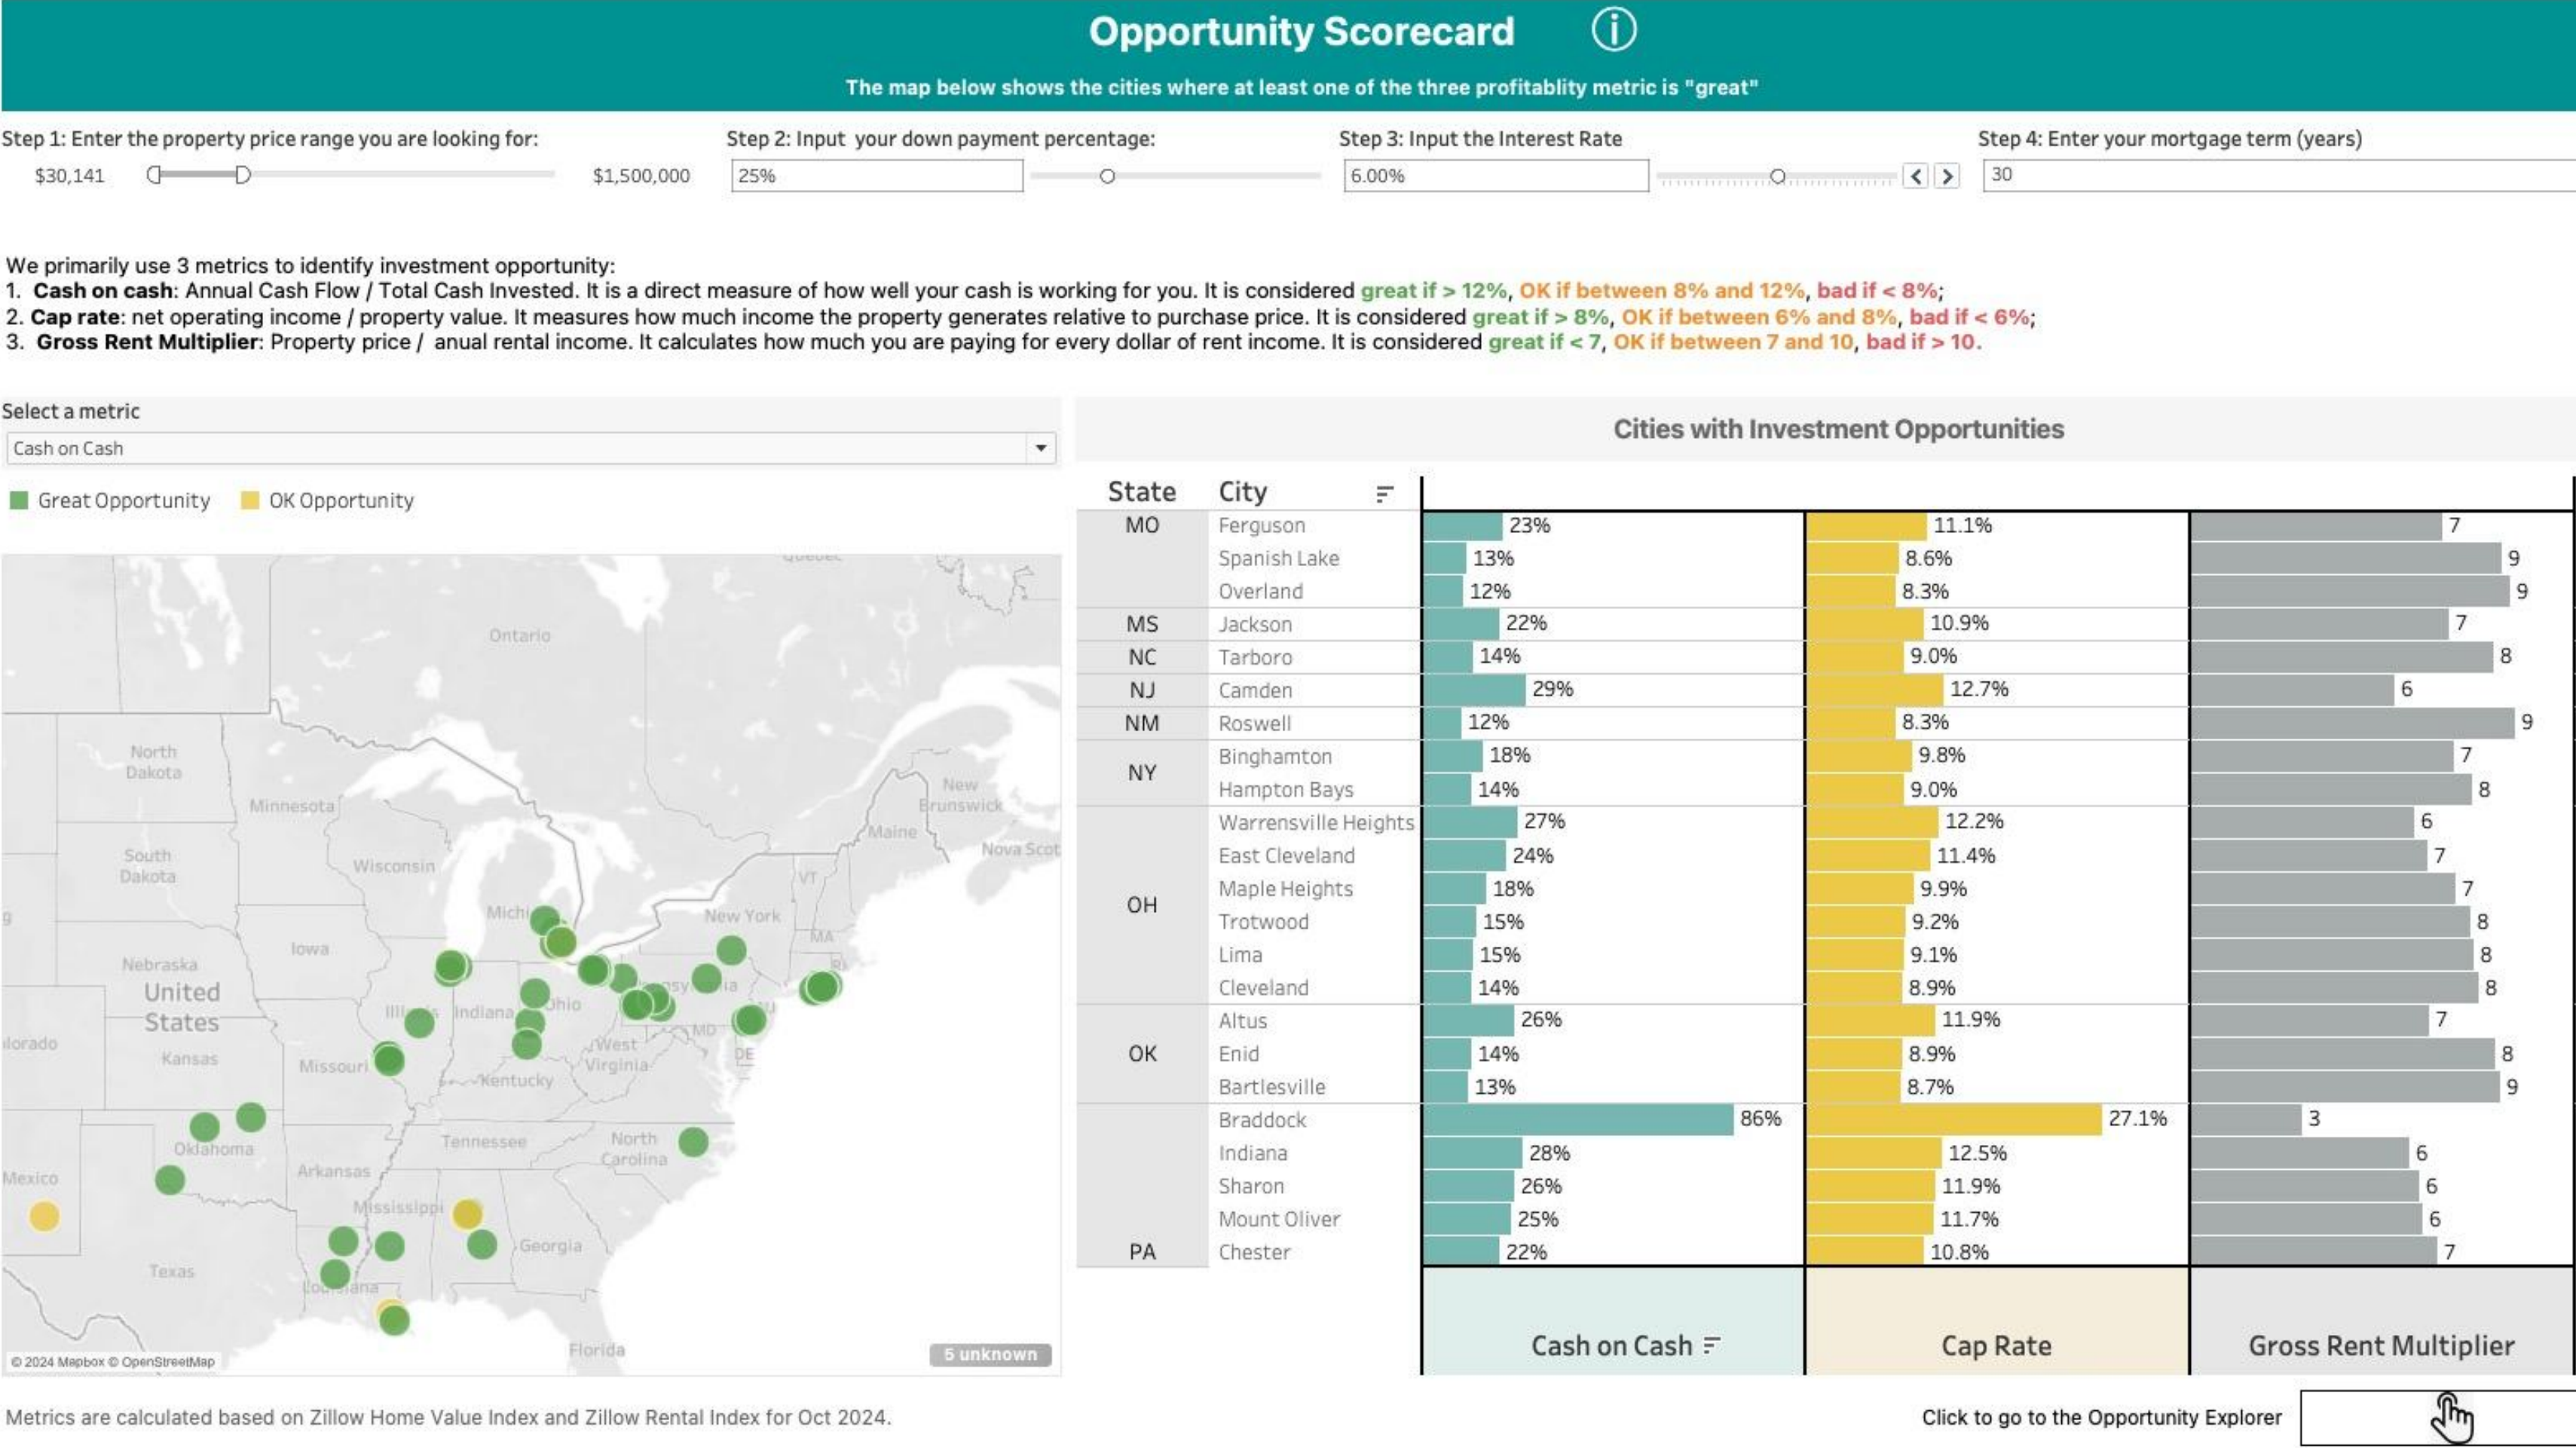 Opportunity Scorecard
The map below shows the cities where at least one of the three profitablity metric is "great"
Step 1: Enter the property price range you are looking for:
$30,141
$1,500,000
Step 2: Input your down payment percentage:
25%
Step 3: Input the Interest Rate
6.00%
Step 4: Enter your mortgage term (years)
30
We primarily use 3 metrics to identify investment opportunity:
1. Cash on cash: Annual Cash Flow / Total Cash Invested. It is a direct measure of how well your cash is working for you. It is considered great if > 12%, OK if between 8% and 12%, bad if < 8%;
2. Cap rate: net operating income / property value. It measures how much income the property generates relative to purchase price. It is considered great if > 8%, OK if between 6% and 8%, bad if < 6%;
3. Gross Rent Multiplier: Property price / anual rental income. It calculates how much you are paying for every dollar of rent income. It is considered great if < 7, OK if between 7 and 10, bad if > 10.
Select a metric
Cash on Cash
Great Opportunity
OK Opportunity
Ontario
North
Dakota
Minnesota
New
Brunswick
Maine
Nova Scot
South
Dakota
Wisconsin
VT
Michi
New York
MA
Iowa
Nebraska
United
States
Indiana
Ohio
MD
lorado
Kansas
Missouri
West
Virginia
DE
Kentucky
Oklahoma
Tennessee
North
Carolina
Mexico
Arkansas
Mississippi
Georgia
Texas
Florida
© 2024 Mapbox © OpenStreetMap
5 unknown
Cities with Investment Opportunities
State City
MO Ferguson 23% 11.1% 7
Spanish Lake 13% 8.6% 9
Overland 12% 8.3% 9
MS Jackson 22% 10.9% 7
NC Tarboro 14% 9.0% 8
NJ Camden 29% 12.7% 6
NM Roswell 12% 8.3% 9
NY
Binghamton 18% 9.8% 7
Hampton Bays 14% 9.0% 8
OH
Warrensville Heights 27% 12.2% 6
East Cleveland 24% 11.4% 7
Maple Heights 18% 9.9% 7
Trotwood 15% 9.2% 8
Lima 15% 9.1% 8
Cleveland 14% 8.9% 8
Altus 26% 11.9% 7
OK Enid 14% 8.9% 8
Bartlesville 13% 8.7% 9
Braddock 86% 27.1% 3
Indiana 28% 12.5% 6
Sharon 26% 11.9% 6
Mount Oliver 25% 11.7% 6
PA Chester 22% 10.8% 7
Cash on Cash Cap Rate Gross Rent Multiplier
Metrics are calculated based on Zillow Home Value Index and Zillow Rental Index for Oct 2024.
Click to go to the Opportunity Explorer